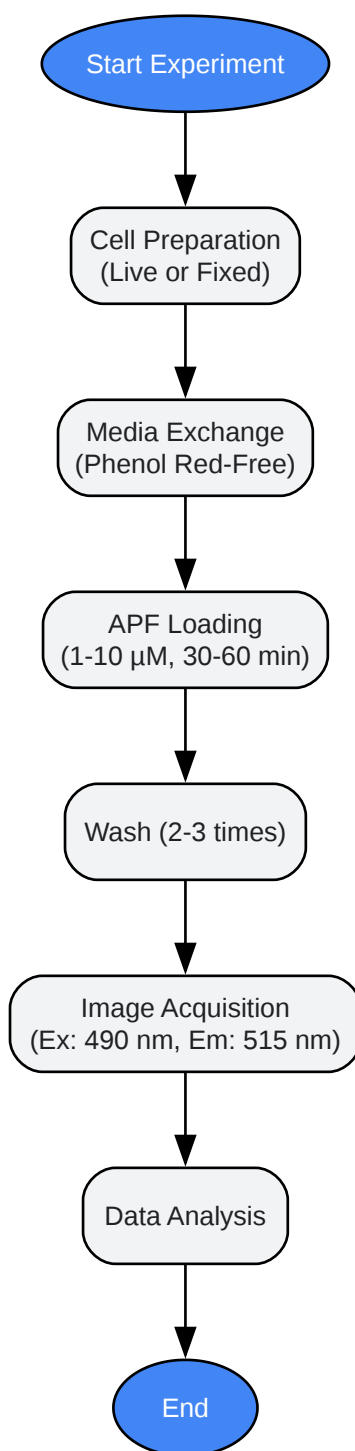 Start Experiment
Cell Preparation
(Live or Fixed)
Media Exchange
(Phenol Red-Free)
APF Loading
(1-10 µM, 30-60 min)
Wash (2-3 times)
Image Acquisition
(Ex: 490 nm, Em: 515 nm)
Data Analysis
End